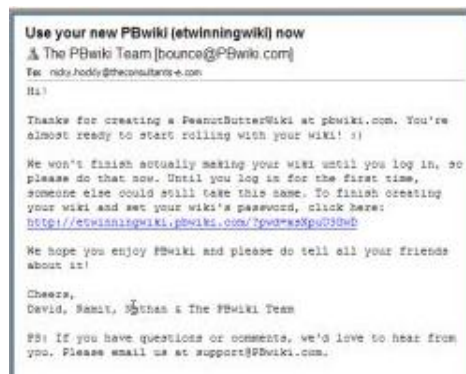 Use your new PBwiki (etwinningwiki) now
The PBwiki Team [bounce@PBwiki.com]
To: nicky.hockly@theconsultants-e.com
Hi!
Thanks for creating a PeanutButterWiki at pbwiki.com. You're
almost ready to start rolling with your wiki! :)
We won't finish actually making your wiki until you log in, so
please do that now. Until you log in for the first time,
someone else could still take this name. To finish creating
your wiki and set your wiki's password, click here:
http://etwinningwiki.pbwiki.com/
We hope you enjoy PBwiki and please do tell all your friends
about it!
Cheers,
David, Ramit, Nathan & The PBwiki Team
PS: If you have questions or comments, we'd love to hear from
you. Please email us at support@PBwiki.com.